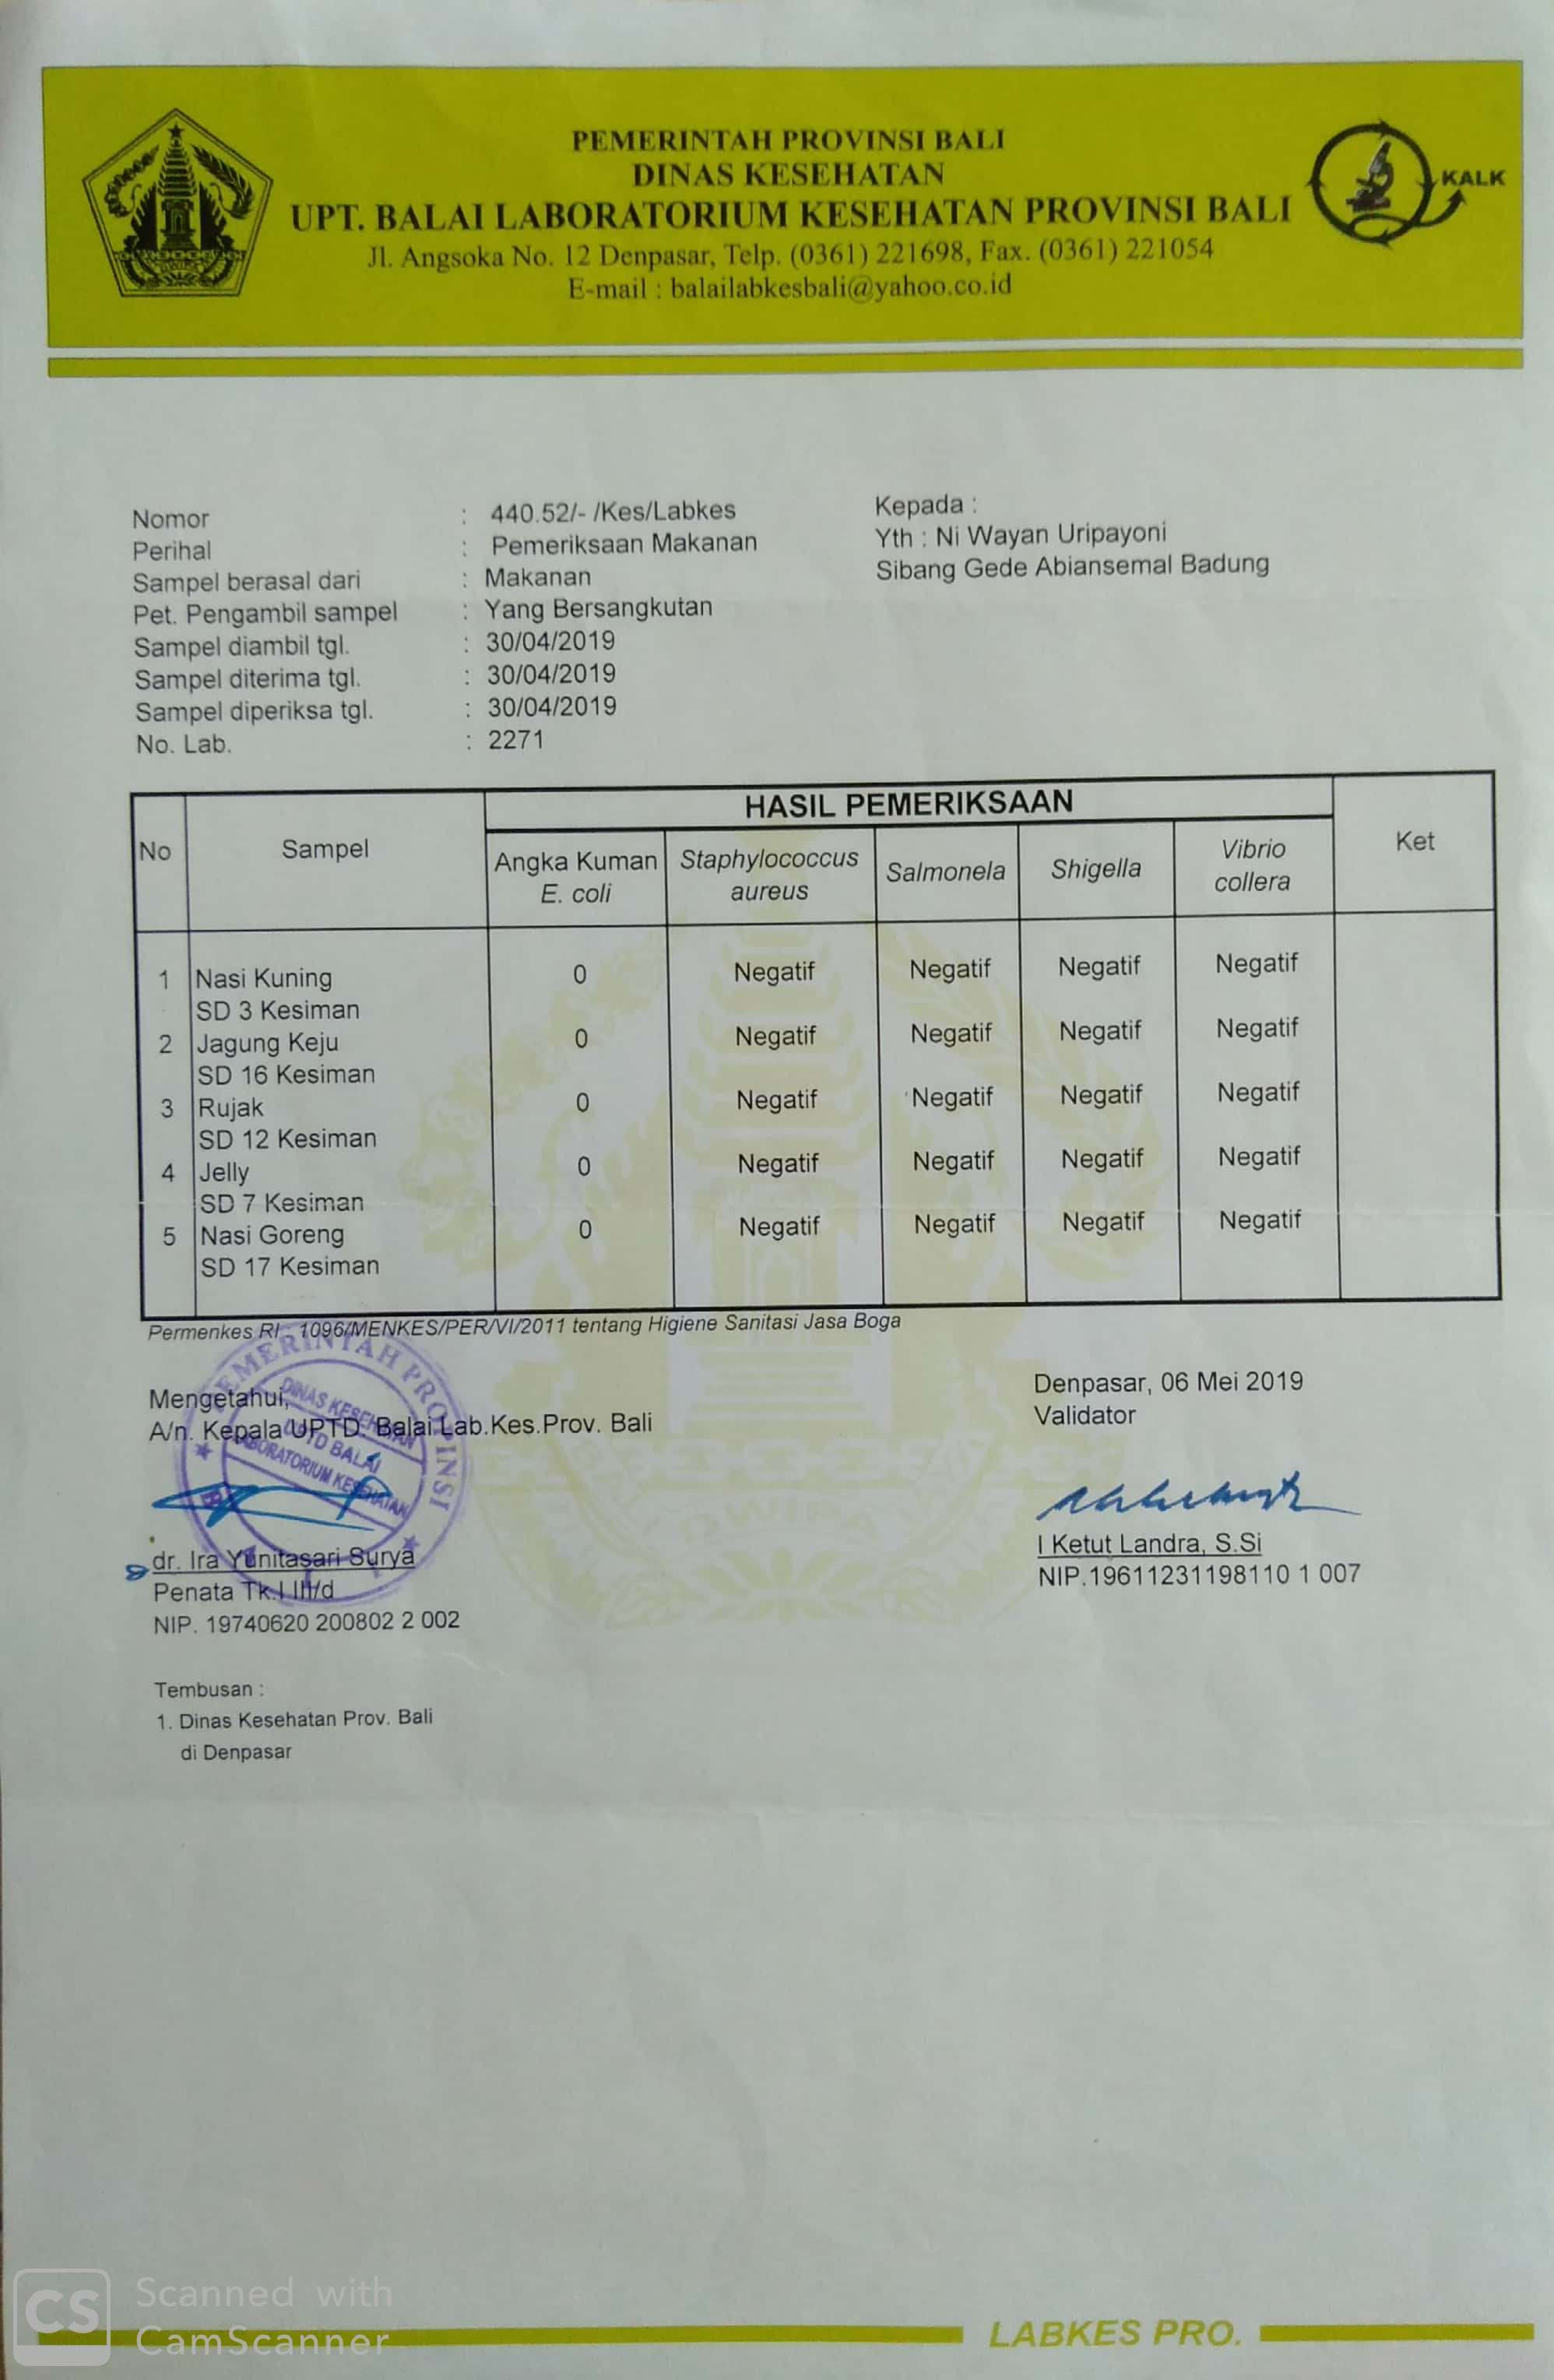 PEMERINTAH PROVINSI BALI
DINAS KESEHATAN
UPT. BALAI LABORATORIUM KESEHATAN PROVINSI BALI
Jl. Angsoka No. 12 Denpasar, Telp. (0361) 221698, Fax. (0361) 221054
E-mail : balailabkesbali@yahoo.co.id
KALK
Nomor : 440.52/- /Kes/Labkes
Perihal : Pemeriksaan Makanan
Sampel berasal dari : Makanan
Pet. Pengambil sampel : Yang Bersangkutan
Sampel diambil tgl. : 30/04/2019
Sampel diterima tgl. : 30/04/2019
Sampel diperiksa tgl. : 30/04/2019
No. Lab. : 2271
Kepada :
Yth : Ni Wayan Uripayoni
Sibang Gede Abiansemal Badung
HASIL PEMERIKSAAN
No Sampel Angka Kuman E. coli Staphylococcus aureus Salmonela Shigella Vibrio collera Ket
1 Nasi Kuning 0 Negatif Negatif Negatif Negatif
SD 3 Kesiman
2 Jagung Keju 0 Negatif Negatif Negatif Negatif
SD 16 Kesiman
3 Rujak 0 Negatif Negatif Negatif Negatif
SD 12 Kesiman
4 Jelly 0 Negatif Negatif Negatif Negatif
SD 7 Kesiman
5 Nasi Goreng 0 Negatif Negatif Negatif Negatif
SD 17 Kesiman
Permenkes RI - 1096/MENKES/PER/VI/2011 tentang Higiene Sanitasi Jasa Boga
Mengetahui,
A/n. Kepala UPTD. Balai Lab.Kes.Prov. Bali
PEMERINTAH PROPINSI
DINAS KESEHATAN
UPTD BALAI
LABORATORIUM KESEHATAN
dr. Ira Yunitasari Surya
Penata Tk.I III/d
NIP. 19740620 200802 2 002
Denpasar, 06 Mei 2019
Validator
I Ketut Landra, S.Si
NIP.19611231198110 1 007
Tembusan :
1. Dinas Kesehatan Prov. Bali
di Denpasar
CS
Scanned with
CamScanner
LABKES PRO.